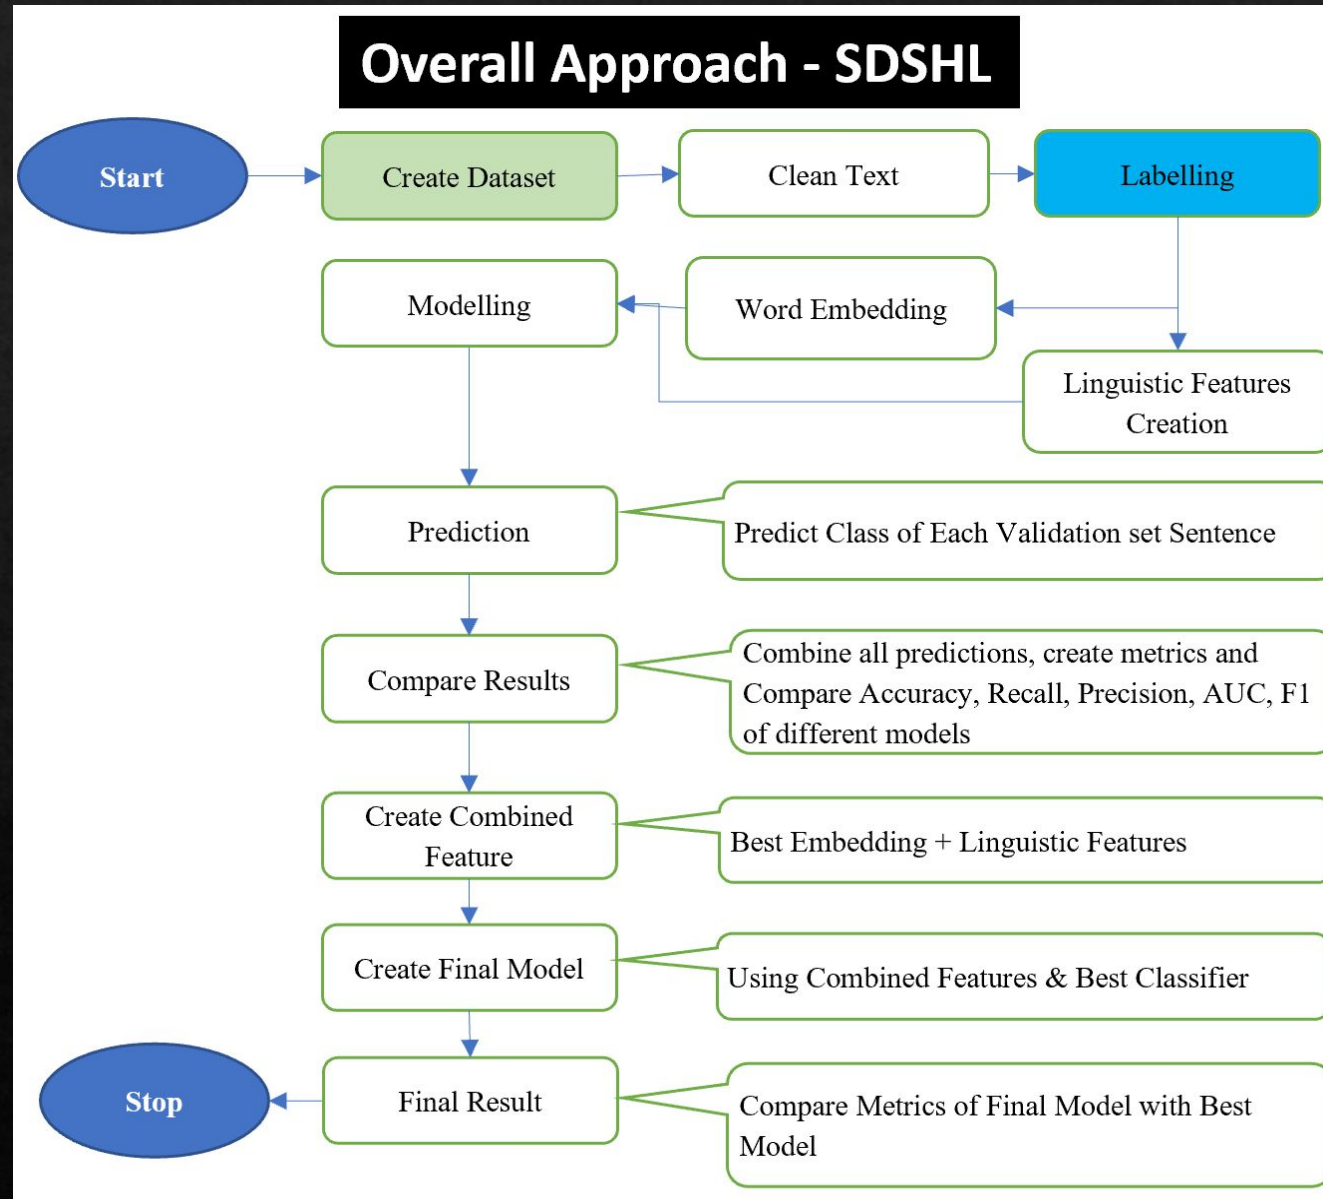 Overall Approach - SDSHL
Start
Create Dataset
Clean Text
Labelling
Modelling
Word Embedding
Linguistic Features
Creation
Prediction
Predict Class of Each Validation set Sentence
Compare Results
Combine all predictions, create metrics and
Compare Accuracy, Recall, Precision, AUC, F1
of different models
Create Combined
Feature
Best Embedding + Linguistic Features
Create Final Model
Using Combined Features & Best Classifier
Stop
Final Result
Compare Metrics of Final Model with Best
Model